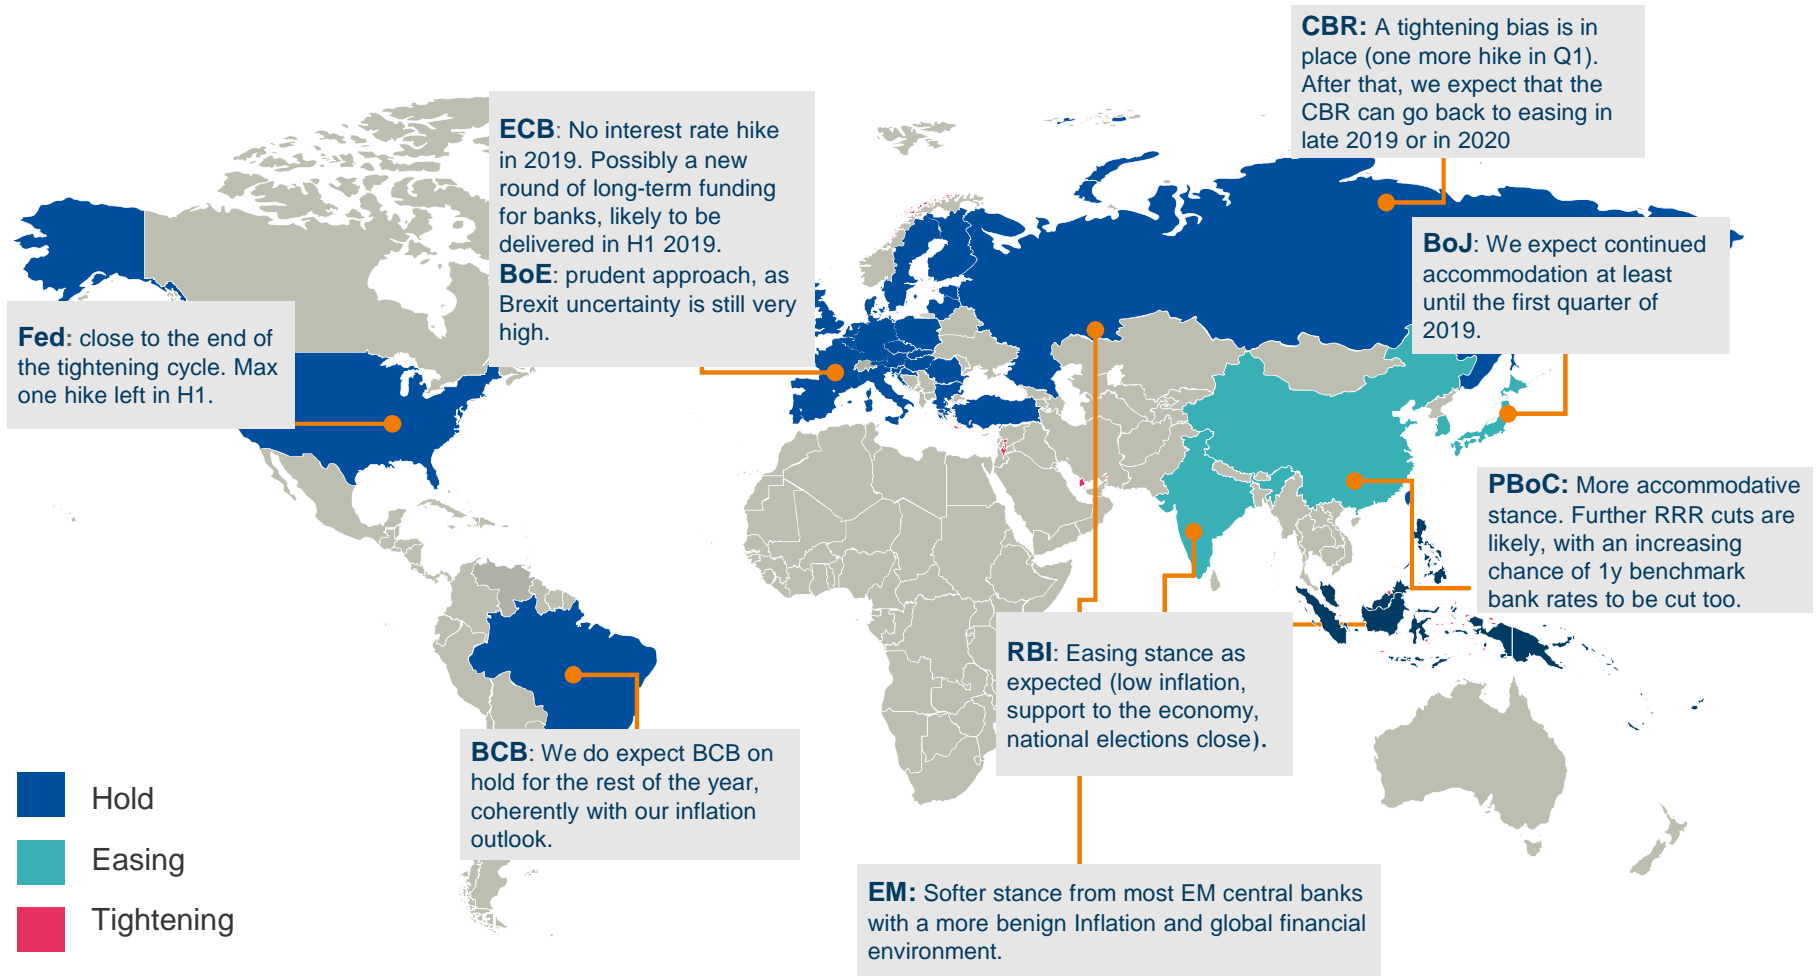 CBR: A tightening bias is in
place (one more hike in Q1).
After that, we expect that the
CBR can go back to easing in
late 2019 or in 2020
ECB: No interest rate hike
in 2019. Possibly a new
round of long-term funding
for banks, likely to be
delivered in H1 2019.
BoE: prudent approach, as
Brexit uncertainty is still very
high.
BoJ: We expect continued
accommodation at least
until the first quarter of
2019.
Fed: close to the end of
the tightening cycle. Max
one hike left in H1.
PBoC: More accommodative
stance. Further RRR cuts are
likely, with an increasing
chance of 1y benchmark
bank rates to be cut too.
RBI: Easing stance as
expected (low inflation,
support to the economy,
national elections close).
BCB: We do expect BCB on
hold for the rest of the year,
coherently with our inflation
outlook.
Hold
Easing
Tightening
EM: Softer stance from most EM central banks
with a more benign Inflation and global financial
environment.